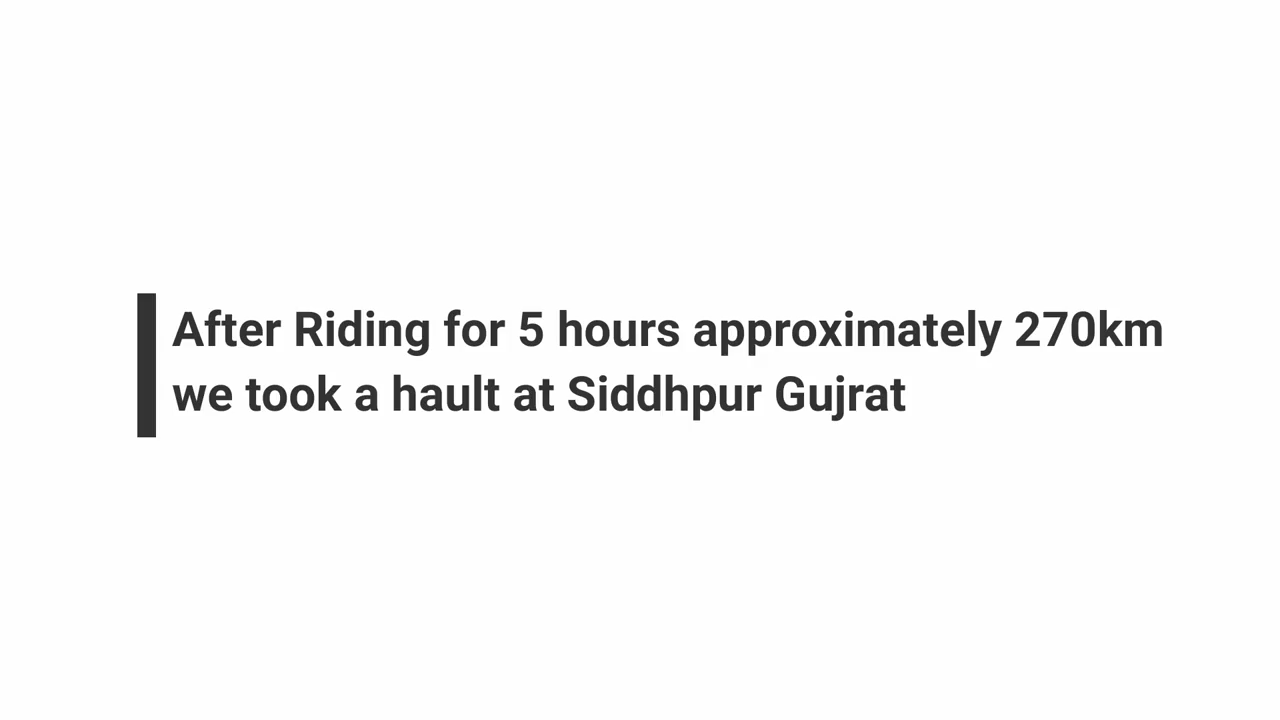 After Riding for 5 hours approximately 270km
we took a hault at Siddhpur Gujrat